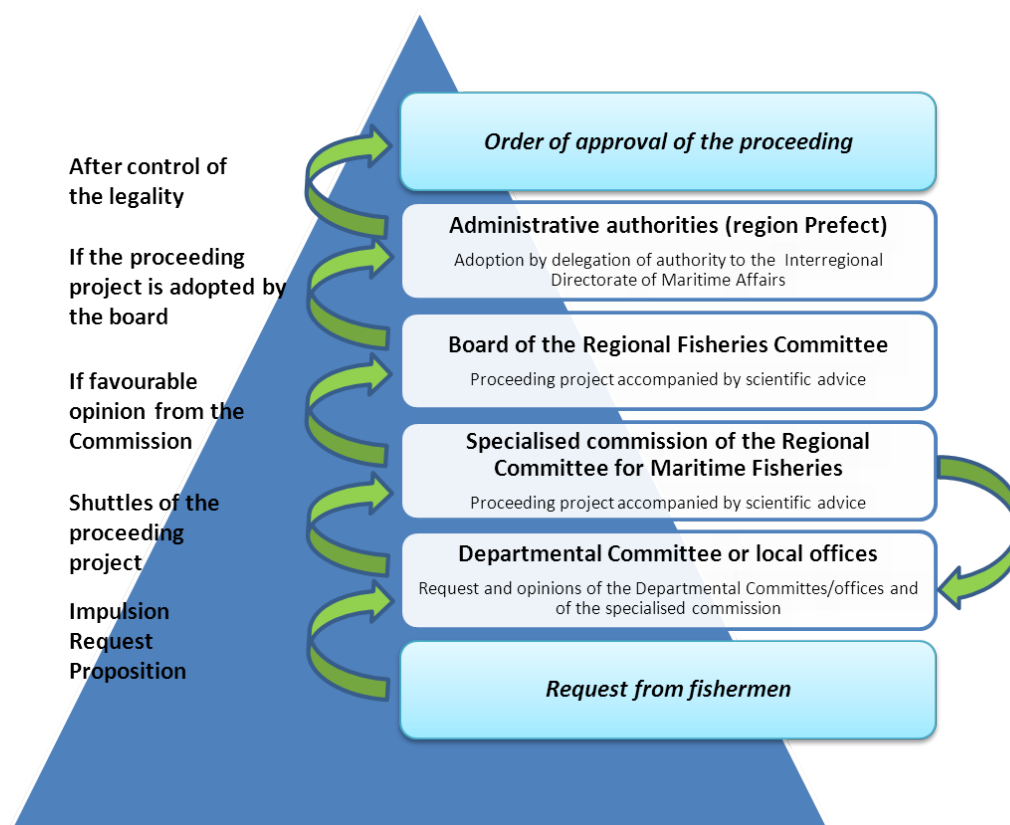 Order of approval of the proceeding
After control of
the legality
Administrative authorities (region Prefect)
Adoption by delegation of authority to the Interregional
Directorate of Maritime Affairs
If the proceeding
project is adopted by
the board
Board of the Regional Fisheries Committee
Proceeding project accompanied by scientific advice
If favourable
opinion from the
Commission
Specialised commission of the Regional
Committee for Maritime Fisheries
Proceeding project accompanied by scientific advice
Shuttles of the
proceeding
project
Departmental Committee or local offices
Request and opinions of the Departmental Committes/offices and
of the specialised commission
Impulsion
Request
Proposition
Request from fishermen